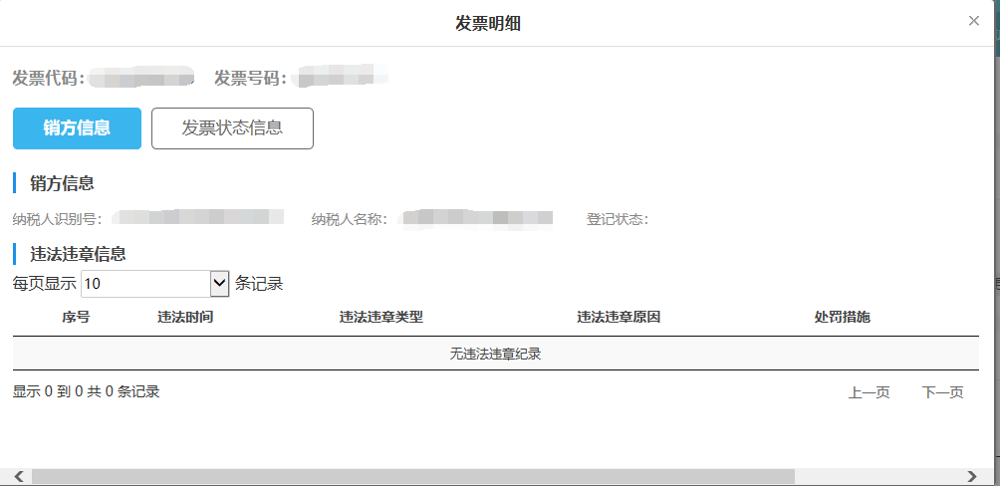 发票明细 ×
发票代码: 发票号码:
销方信息 发票状态信息
销方信息
纳税人识别号: 纳税人名称: 登记状态:
违法违章信息
每页显示 10 条记录
序号 违法时间 违法违章类型 违法违章原因 处罚措施
无违法违章纪录
显示 0 到 0 共 0 条记录 上一页 下一页